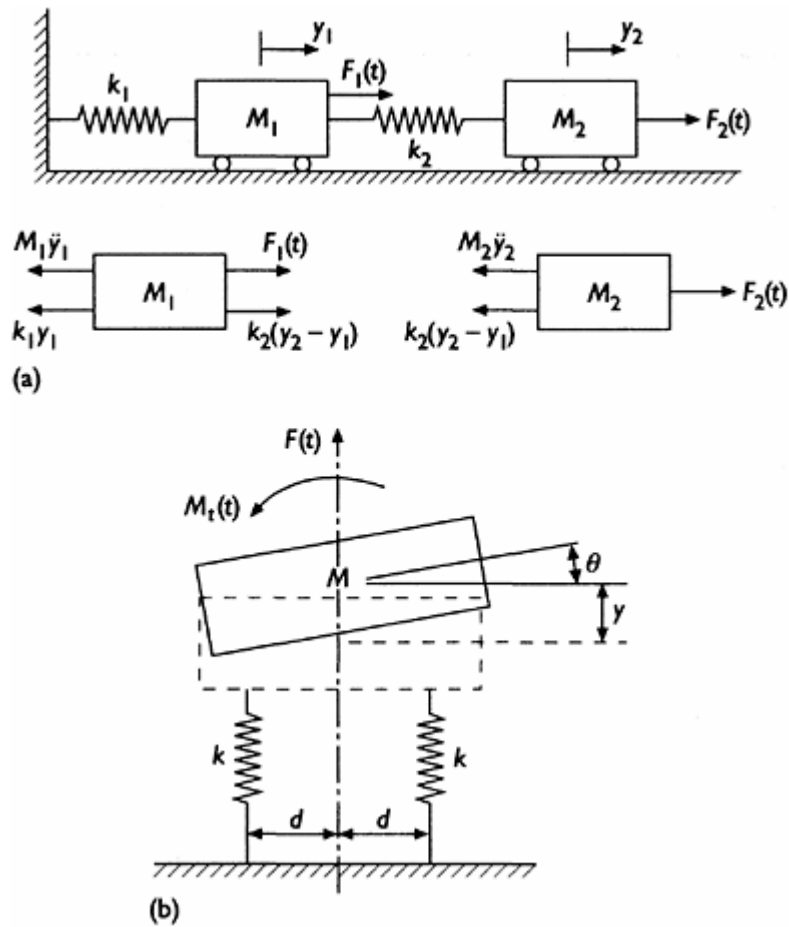 y₁ y₂
F₁(t)
k₁
M₁ M₂ F₂(t)
k₂
M₁ÿ₁ F₁(t) M₂ÿ₂
M₁ M₂ F₂(t)
k₁y₁ k₂(y₂ − y₁) k₂(y₂ − y₁)
(a)
F(t)
Mₜ(t)
θ
M
y
k k
d d
(b)